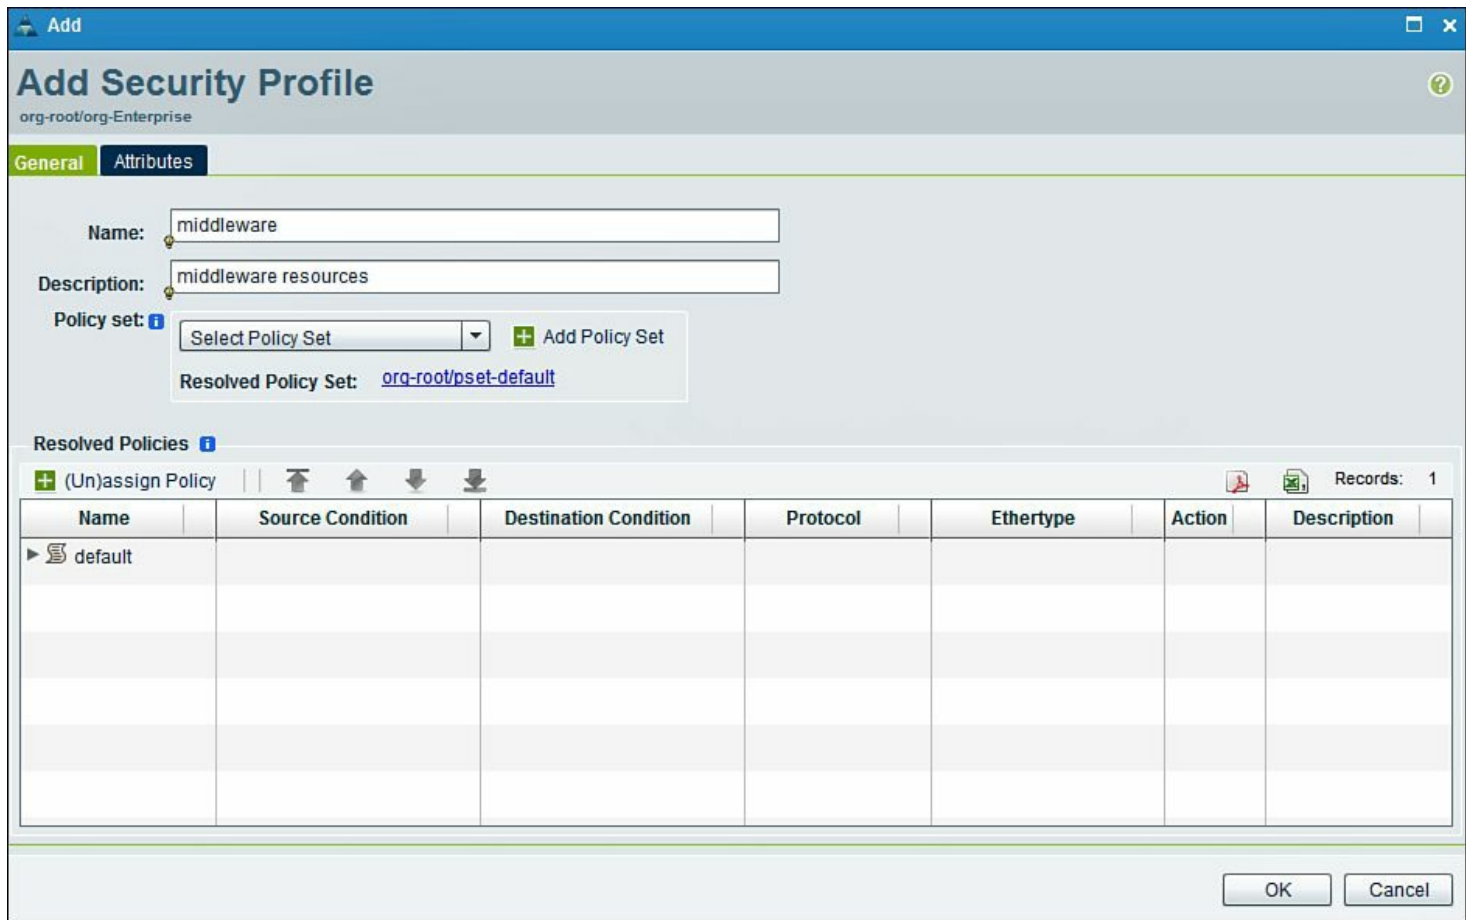 Add
Add Security Profile
org-root/org-Enterprise
General Attributes
Name: middleware
Description: middleware resources
Policy set: Select Policy Set Add Policy Set
Resolved Policy Set: org-root/pset-default
Resolved Policies
(Un)assign Policy Records: 1
Name Source Condition Destination Condition Protocol Ethertype Action Description
default
OK Cancel